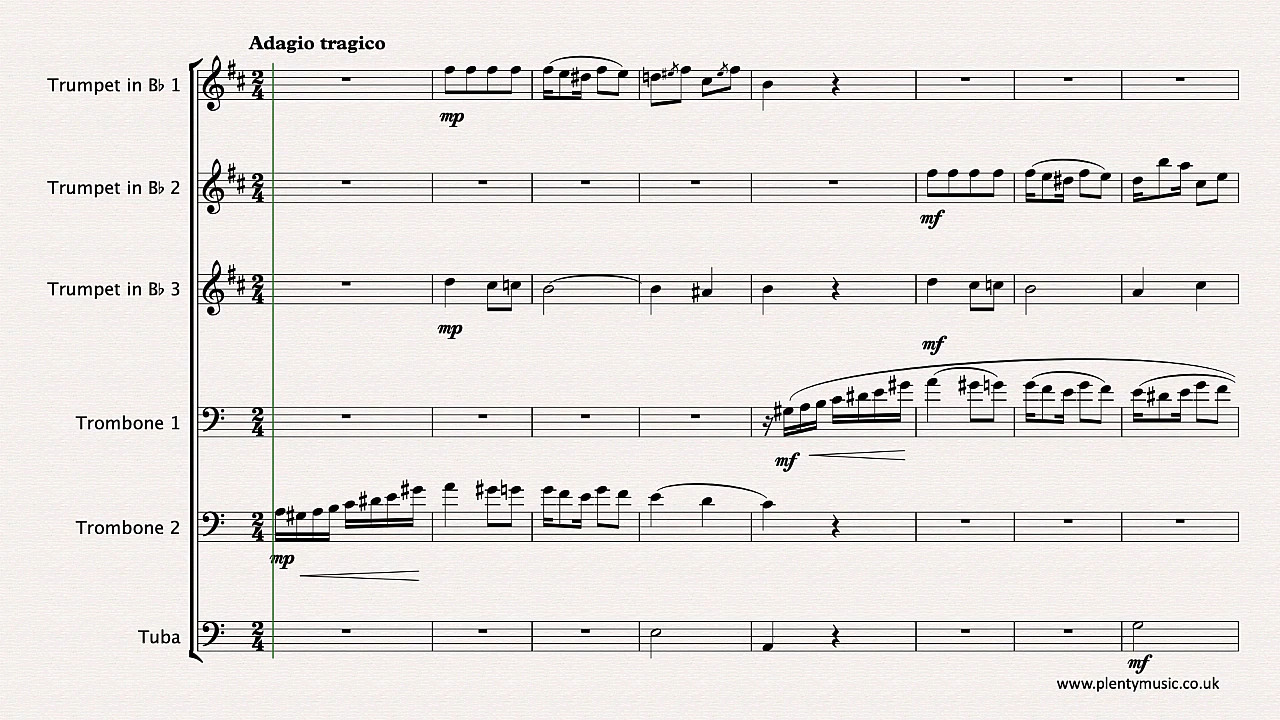 Adagio tragico
Trumpet in B♭ 1
mp
Trumpet in B♭ 2
mf
Trumpet in B♭ 3
mp
mf
Trombone 1
mf
Trombone 2
mp
Tuba
mf
www.plentymusic.co.uk